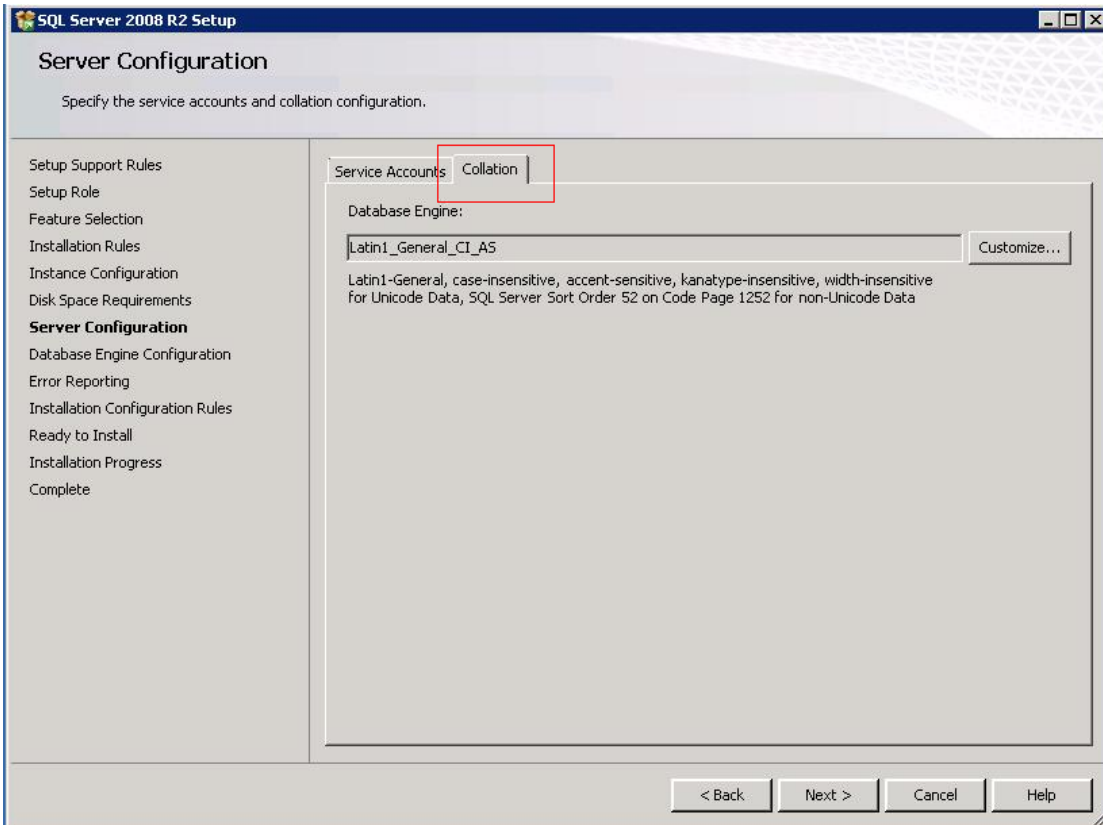 SQL Server 2008 R2 Setup
Server Configuration
Specify the service accounts and collation configuration.
Setup Support Rules
Setup Role
Feature Selection
Installation Rules
Instance Configuration
Disk Space Requirements
Server Configuration
Database Engine Configuration
Error Reporting
Installation Configuration Rules
Ready to Install
Installation Progress
Complete
Service Accounts Collation
Database Engine:
Latin1_General_CI_AS Customize...
Latin1-General, case-insensitive, accent-sensitive, kanatype-insensitive, width-insensitive
for Unicode Data, SQL Server Sort Order 52 on Code Page 1252 for non-Unicode Data
< Back Next > Cancel Help